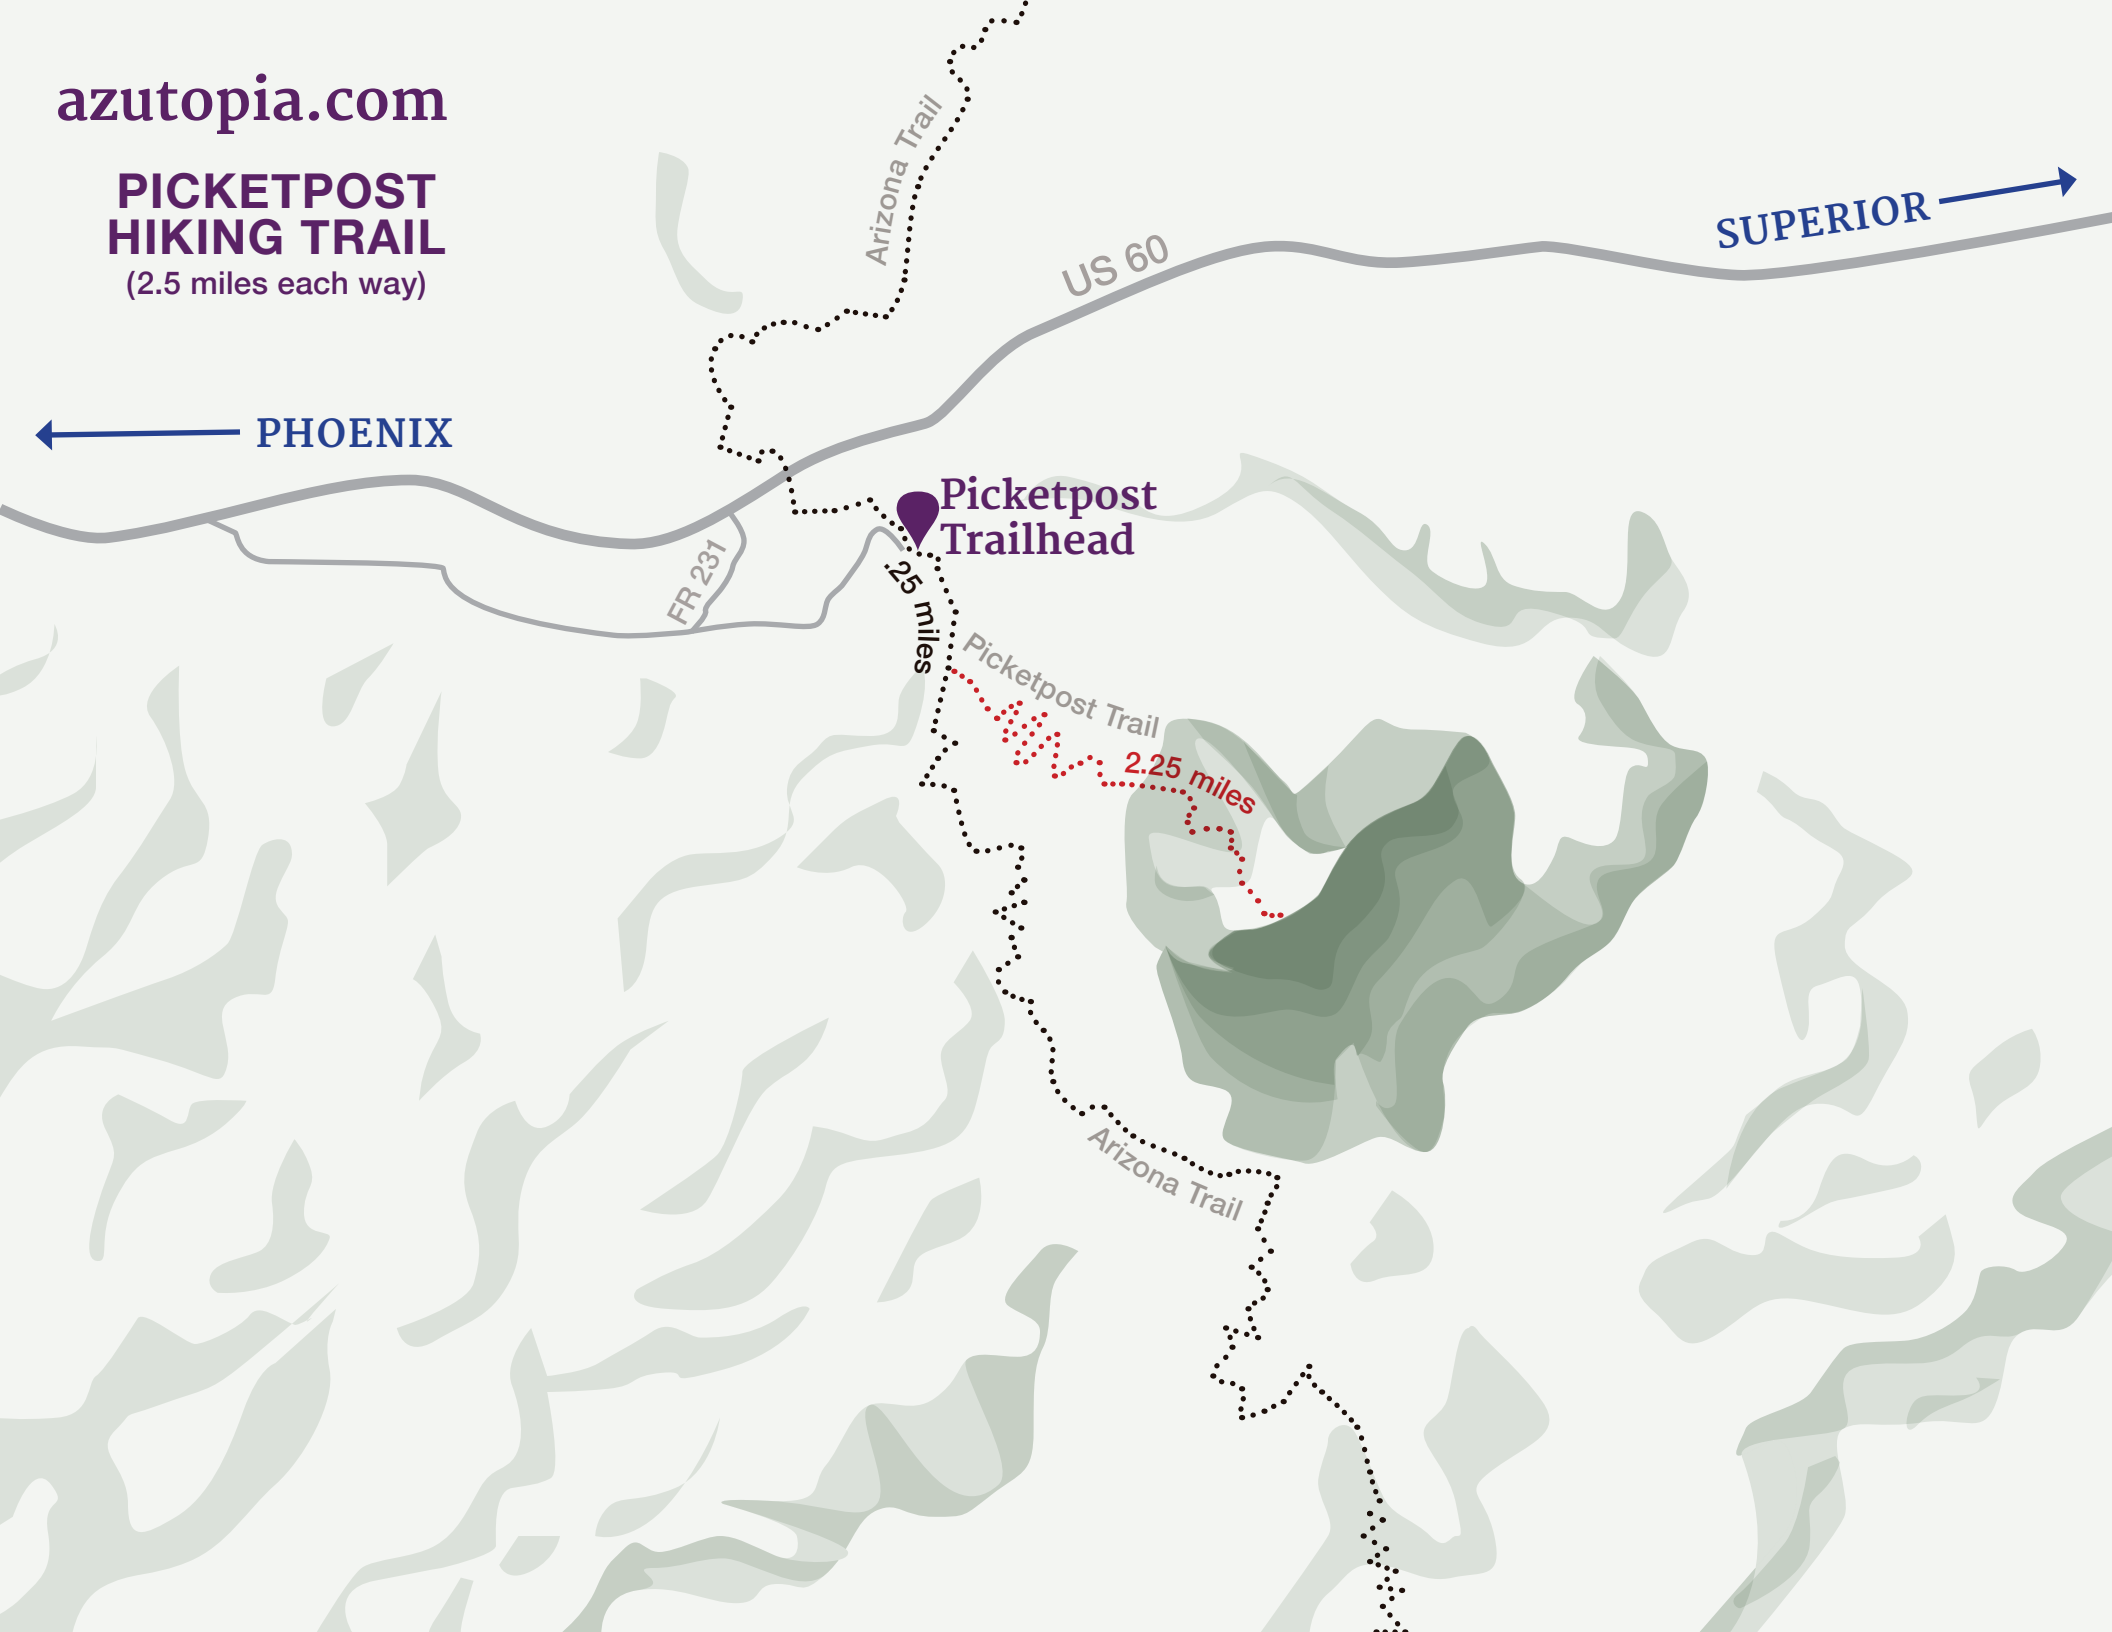 azutopia.com
PICKETPOST
HIKING TRAIL
(2.5 miles each way)
Arizona Trail
US 60
SUPERIOR
PHOENIX
Picketpost
Trailhead
FR 231
.25 miles
Picketpost Trail
2.25 miles
Arizona Trail